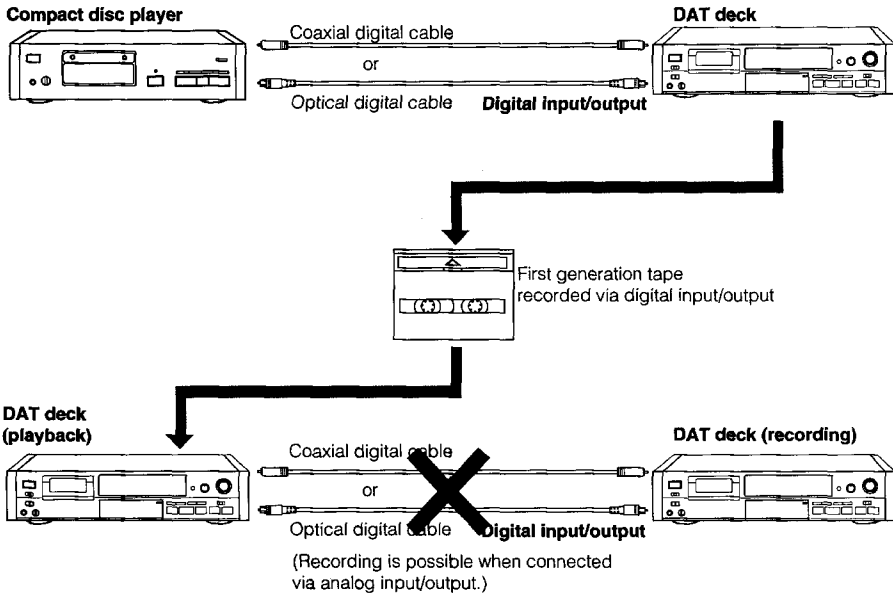 Compact disc player
DAT deck
Coaxial digital cable
or
Optical digital cable
Digital input/output
First generation tape
recorded via digital input/output
DAT deck
(playback)
DAT deck (recording)
Coaxial digital cable
or
Optical digital cable
Digital input/output
(Recording is possible when connected
via analog input/output.)